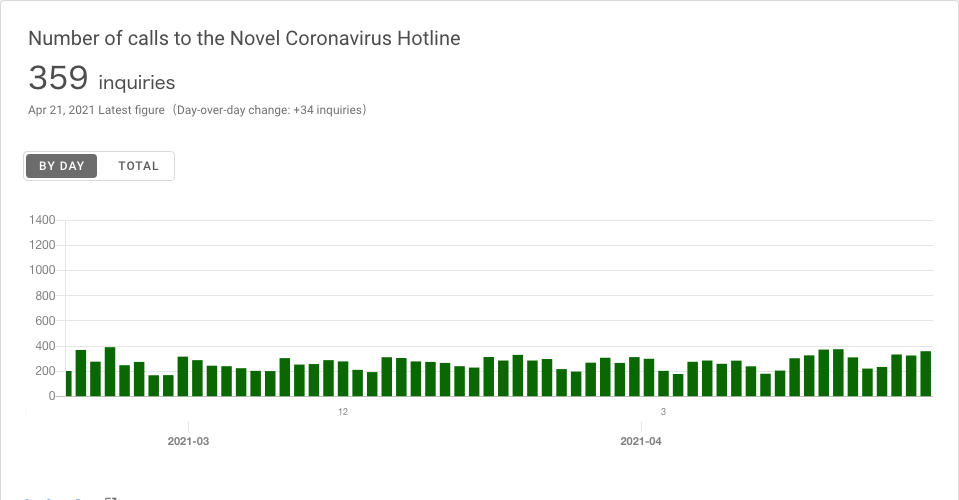 Number of calls to the Novel Coronavirus Hotline
359 inquiries
Apr 21, 2021 Latest figure（Day-over-day change: +34 inquiries）
BY DAY TOTAL
1400
1200
1000
800
600
400
200
0
12 3
2021-03 2021-04